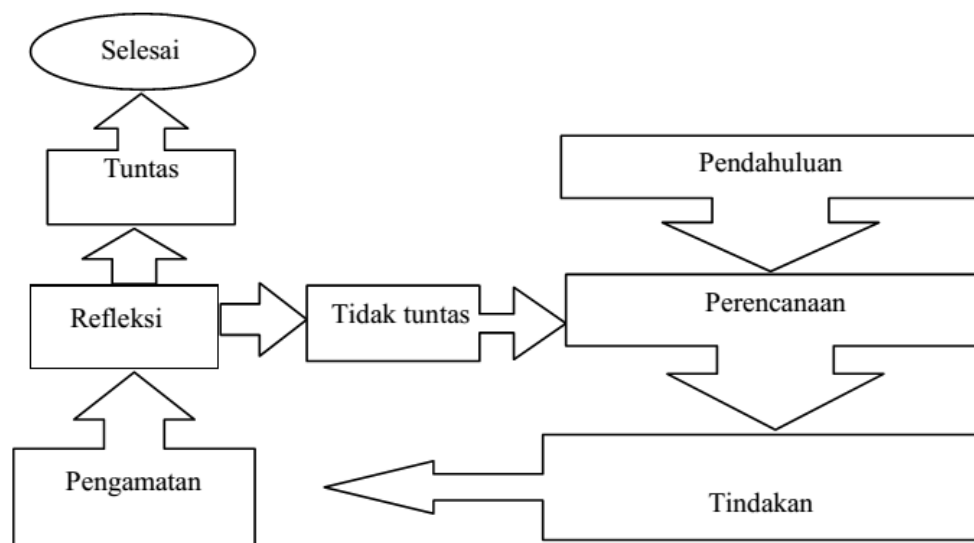 Selesai
Tuntas
Pendahuluan
Refleksi
Tidak tuntas
Perencanaan
Pengamatan
Tindakan